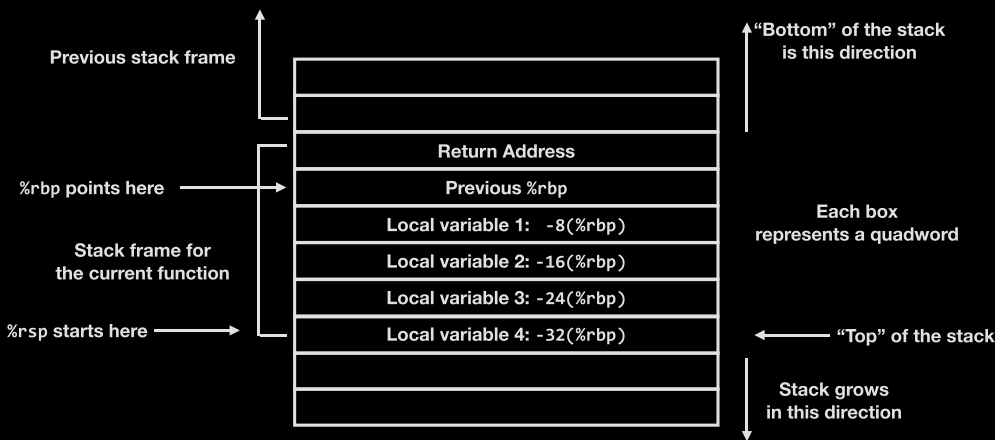 Previous stack frame
“Bottom” of the stack
is this direction
Return Address
%rbp points here
Previous %rbp
Local variable 1: -8(%rbp)
Each box
represents a quadword
Stack frame for
the current function
Local variable 2: -16(%rbp)
Local variable 3: -24(%rbp)
%rsp starts here
Local variable 4: -32(%rbp)
“Top” of the stack
Stack grows
in this direction